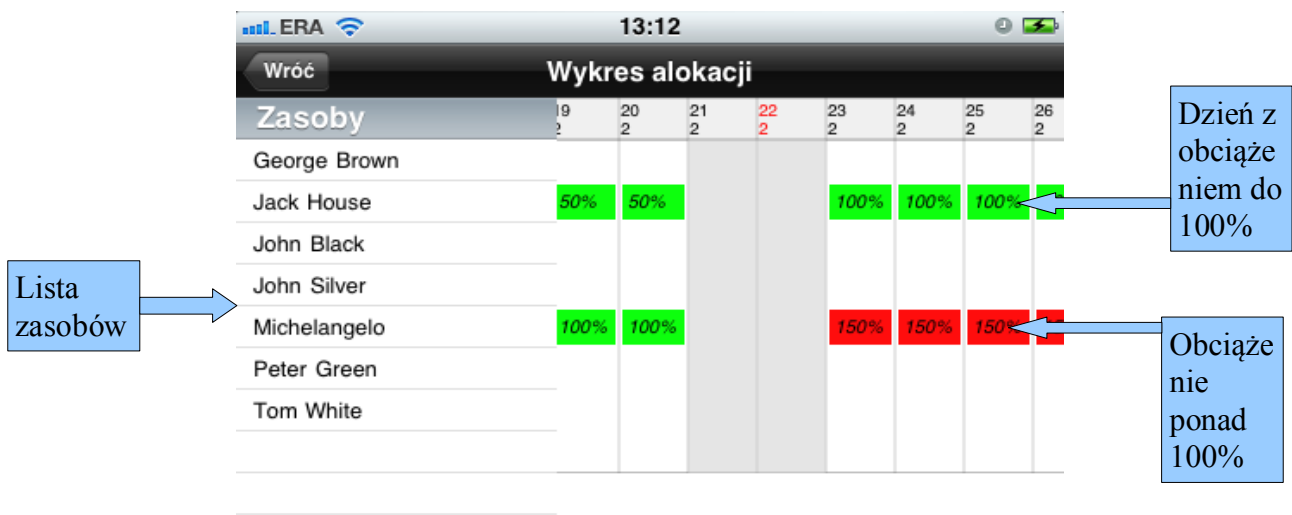 ERA 13:12
Wróć Wykres alokacji
Zasoby 19 20 21 22 23 24 25 26
2 2 2 2 2 2 2 2
George Brown
Jack House 50% 50% 100% 100% 100%
John Black
John Silver
Michelangelo 100% 100% 150% 150% 150%
Peter Green
Tom White
Lista
zasobów
Dzień z
obciąże
niem do
100%
Obciąże
nie
ponad
100%